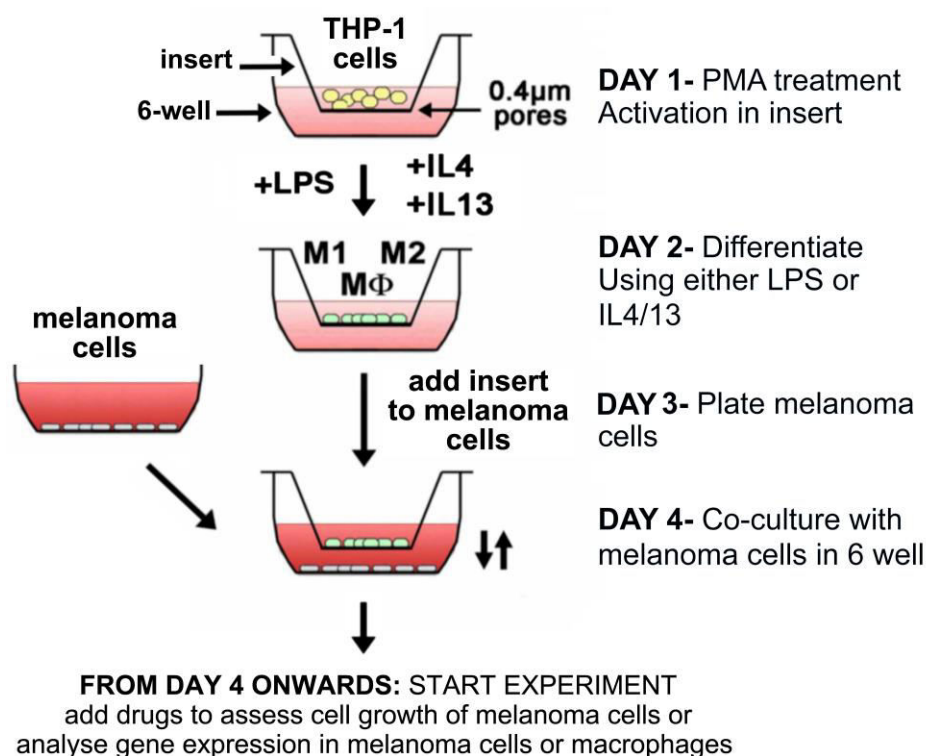 THP-1
cells
insert
6-well
0.4µm
pores
DAY 1- PMA treatment
Activation in insert
+LPS
+IL4
+IL13
M1 M2
MΦ
DAY 2- Differentiate
Using either LPS or
IL4/13
melanoma
cells
add insert
to melanoma
cells
DAY 3- Plate melanoma
cells
DAY 4- Co-culture with
melanoma cells in 6 well
FROM DAY 4 ONWARDS: START EXPERIMENT
add drugs to assess cell growth of melanoma cells or
analyse gene expression in melanoma cells or macrophages